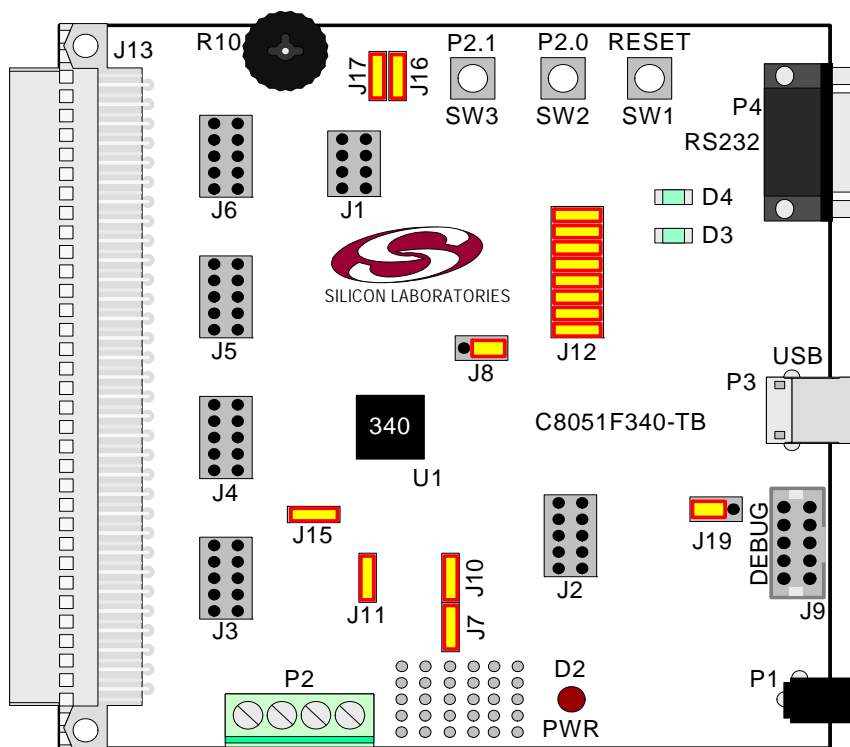 J13
R10
J17
J16
P2.1
P2.0
RESET
SW3
SW2
SW1
P4
RS232
J6
J1
D4
D3
SILICON LABORATORIES
J5
J12
J8
USB
P3
340
C8051F340-TB
U1
J4
J15
J19
DEBUG
J10
J11
J2
J3
J7
J9
P2
D2
P1
PWR